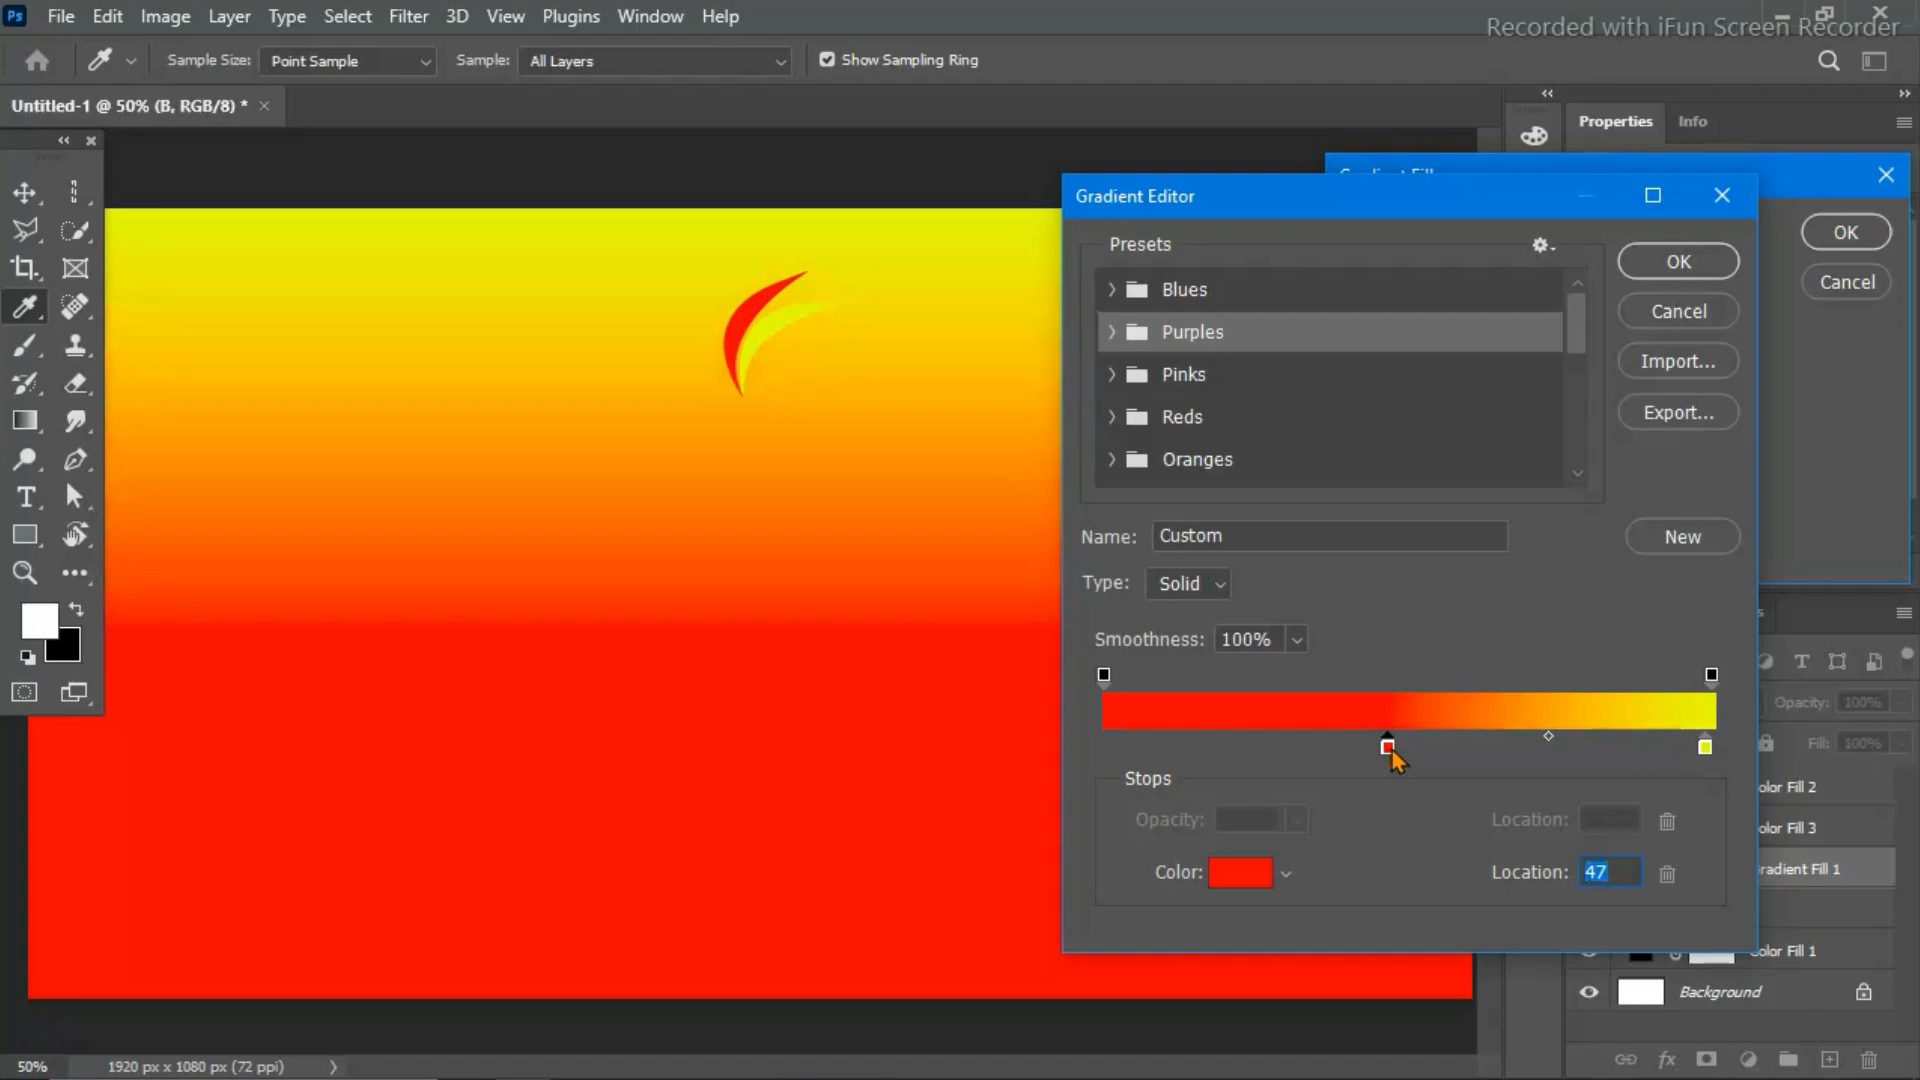 Ps File Edit Image Layer Type Select Filter 3D View Plugins Window Help
Recorded with iFun Screen Recorder
Sample Size: Point Sample Sample: All Layers Show Sampling Ring
Untitled-1 @ 50% (B, RGB/8) *
Properties Info
Gradient Editor
Presets
Blues
Purples
Pinks
Reds
Oranges
OK
Cancel
Import...
Export...
OK
Cancel
Name: Custom New
Type: Solid
Smoothness: 100%
Stops
Opacity: Location:
Color: Location: 47
Opacity: 100%
Fill: 100%
olor Fill 2
olor Fill 3
radient Fill 1
olor Fill 1
Background
fx
50% 1920 px x 1080 px (72 ppi)